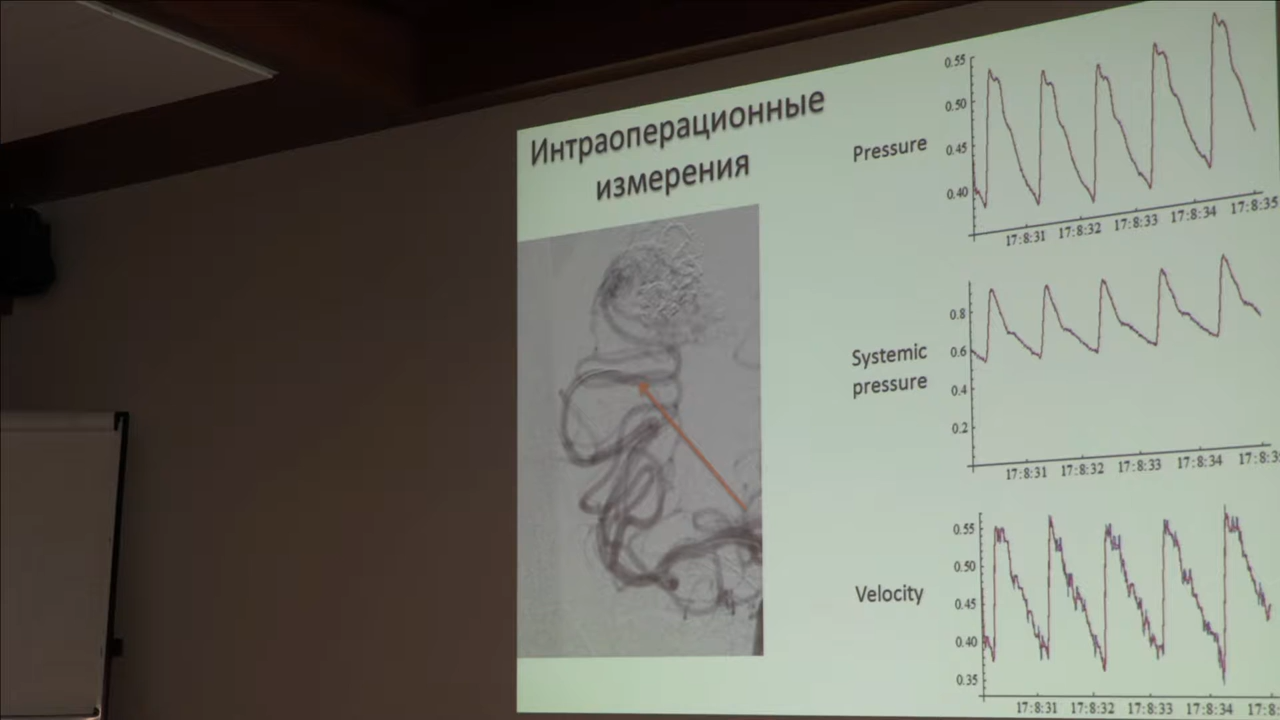 Интраоперационные
измерения
Pressure
0.55
0.50
0.45
0.40
17:8:31 17:8:32 17:8:33 17:8:34 17:8:35
Systemic
pressure
0.8
0.6
0.4
0.2
17:8:31 17:8:32 17:8:33 17:8:34
Velocity
0.55
0.50
0.45
0.40
0.35
17:8:31 17:8:32 17:8:33 17:8:34